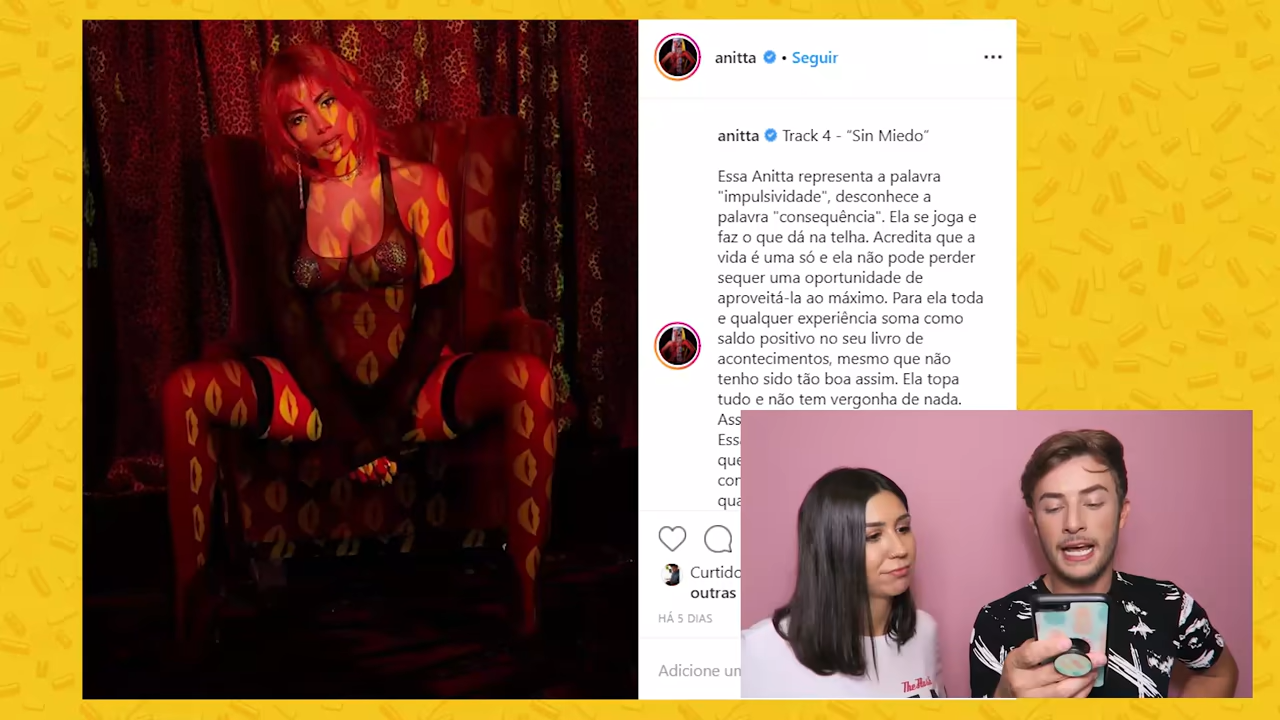 anitta • Seguir
anitta Track 4 - "Sin Miedo"
Essa Anitta representa a palavra
"impulsividade", desconhece a
palavra "consequência". Ela se joga e
faz o que dá na telha. Acredita que a
vida é uma só e ela não pode perder
sequer uma oportunidade de
aproveitá-la ao máximo. Para ela toda
e qualquer experiência soma como
saldo positivo no seu livro de
acontecimentos, mesmo que não
tenho sido tão boa assim. Ela topa
tudo e não tem vergonha de nada.
outras
HÁ 5 DIAS
Adicione
The